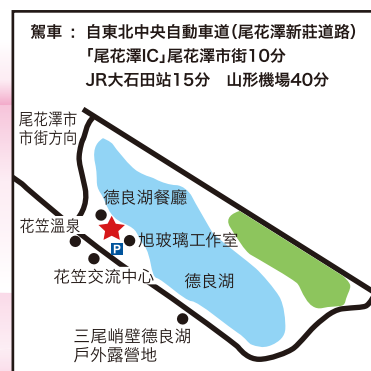 駕車 : 自東北中央自動車道(尾花澤新莊道路)
「尾花澤IC」尾花澤市街10分
JR大石田站15分　山形機場40分
尾花澤市
市街方向
德良湖餐廳
花笠溫泉
旭玻璃工作室
P
花笠交流中心
德良湖
三尾峭壁德良湖
戶外露營地